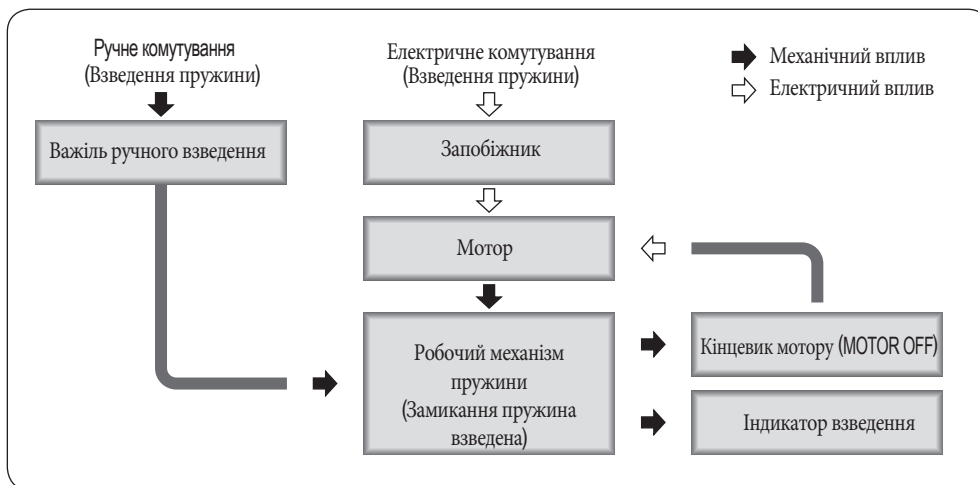 Ручне комутування
(Взведення пружини)
Важіль ручного взведення
Електричне комутування
(Взведення пружини)
Запобіжник
Мотор
Робочий механізм
пружини
(Замикання пружина
взведена)
Механічний вплив
Електричний вплив
Кінцевик мотору (MOTOR OFF)
Індикатор взведення